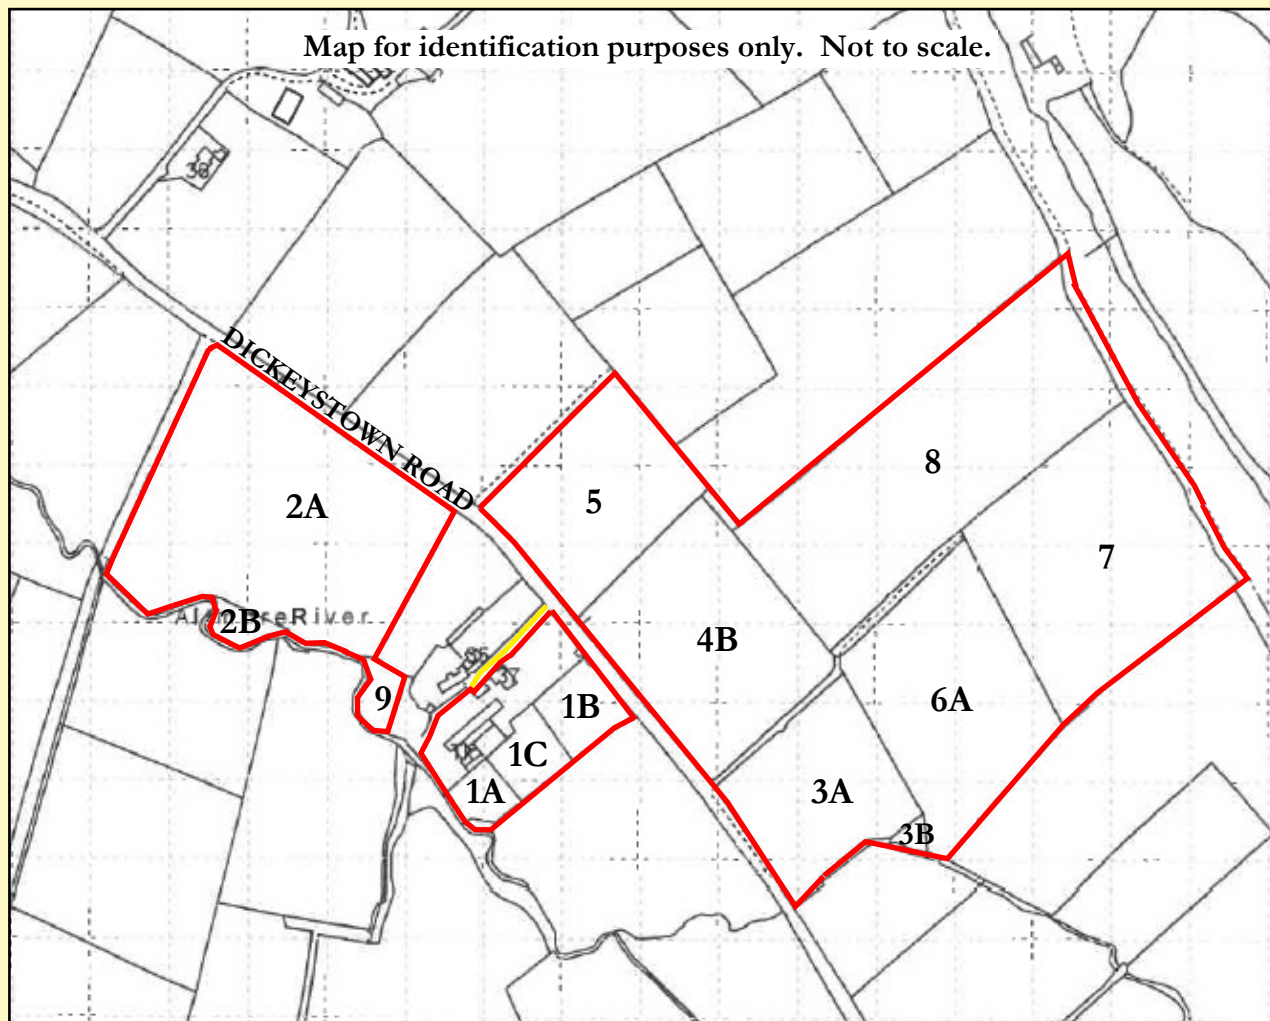 Map for identification purposes only. Not to scale.
DICKEYSTOWN ROAD
8
5
2A
7
River
2B
4B
9
6A
1B
1C
1A
3A
3B